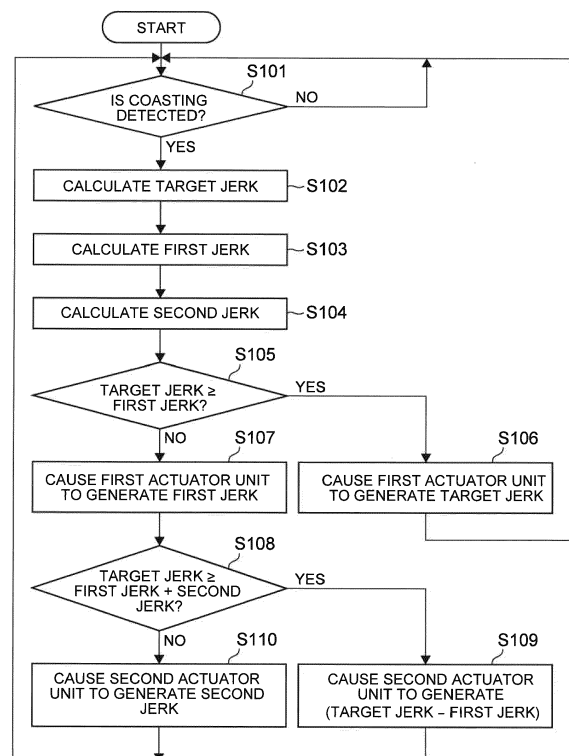 START
S101
IS COASTING
DETECTED?
NO
YES
CALCULATE TARGET JERK
S102
CALCULATE FIRST JERK
S103
CALCULATE SECOND JERK
S104
S105
TARGET JERK ≥
FIRST JERK?
YES
NO
S107
CAUSE FIRST ACTUATOR UNIT
TO GENERATE FIRST JERK
S106
CAUSE FIRST ACTUATOR UNIT
TO GENERATE TARGET JERK
S108
TARGET JERK ≥
FIRST JERK + SECOND
JERK?
YES
NO
S110
CAUSE SECOND ACTUATOR
UNIT TO GENERATE SECOND
JERK
S109
CAUSE SECOND ACTUATOR
UNIT TO GENERATE
(TARGET JERK – FIRST JERK)